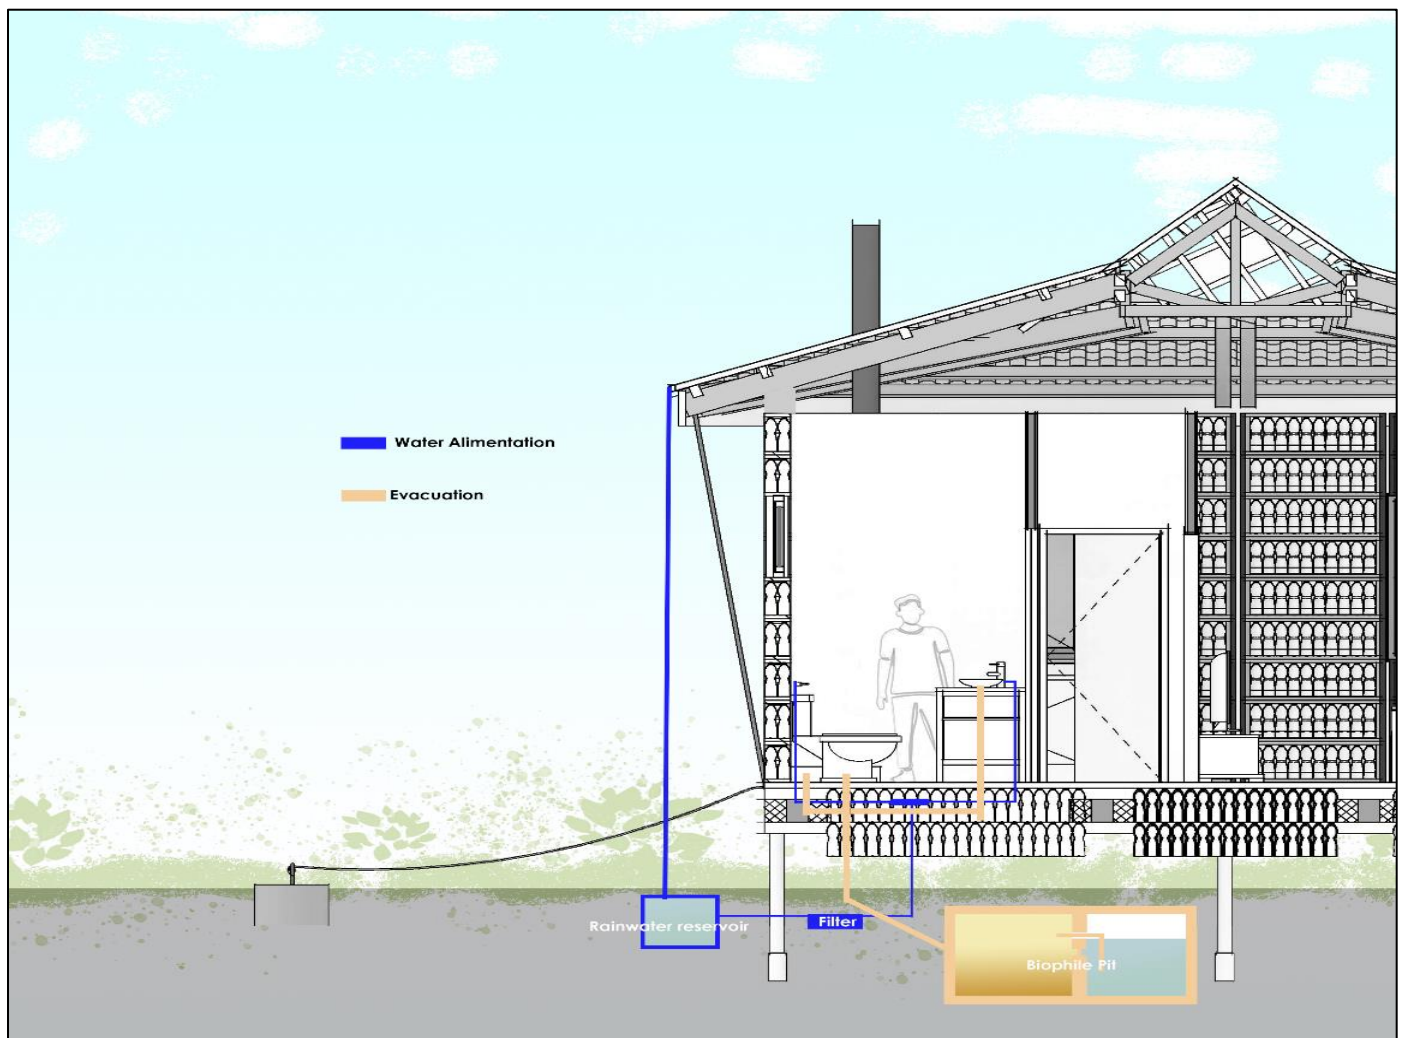 Water Alimentation
Evacuation
Rainwater reservoir
Filter
Biophile Pit